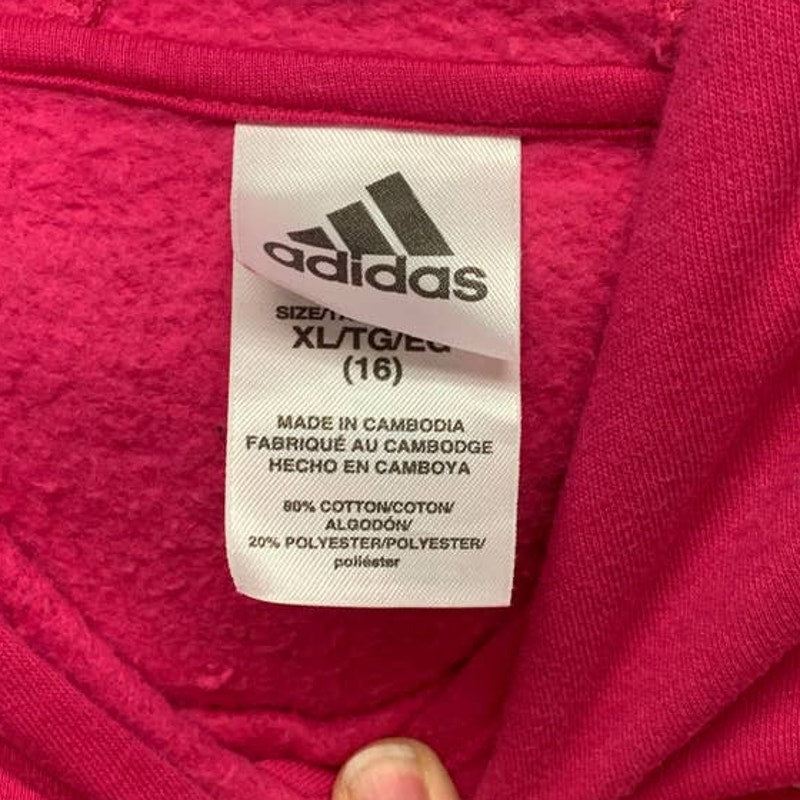 adidas
XL/TG/EG
(16)
MADE IN CAMBODIA
FABRIQUÉ AU CAMBODGE
HECHO EN CAMBOYA
80% COTTON/COTON/
ALGODÓN/
20% POLYESTER/POLYESTER/
poliéster